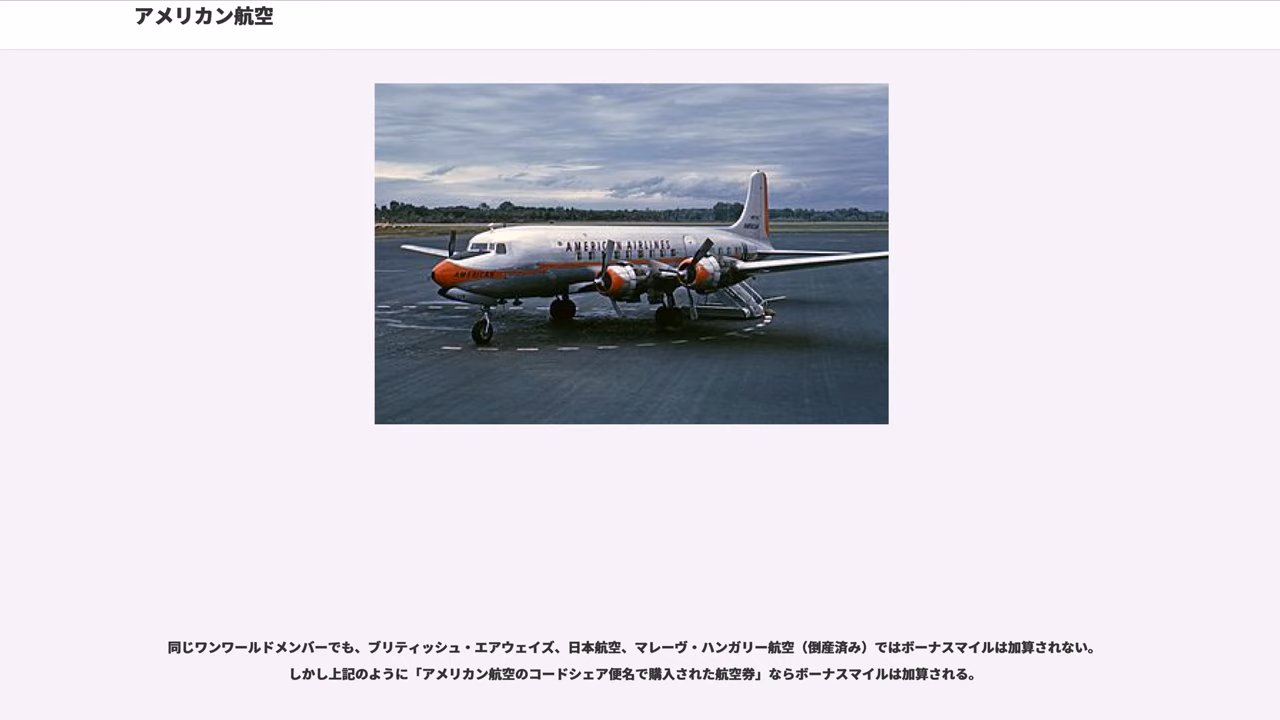 アメリカン航空
AMERICAN AIRLINES
AMERICAN
同じワンワールドメンバーでも、ブリティッシュ・エアウェイズ、日本航空、マレーヴ・ハンガリー航空（倒産済み）ではボーナスマイルは加算されない。
しかし上記のように「アメリカン航空のコードシェア便名で購入された航空券」ならボーナスマイルは加算される。